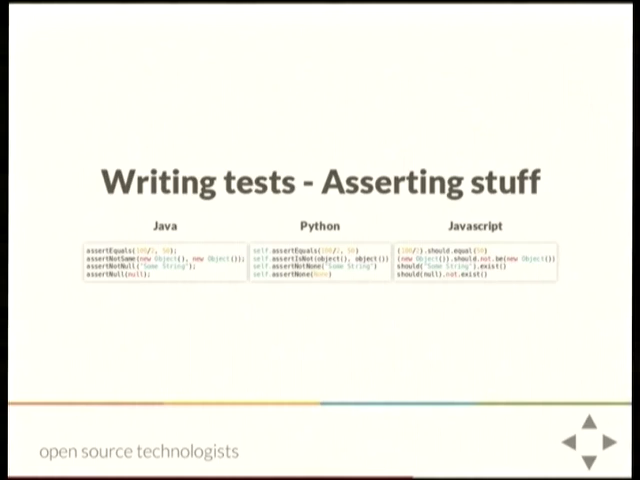 Writing tests - Asserting stuff
Java
Python
Javascript
assertEquals(100/2, 50);
assertNotSame(new Object(), new Object());
assertNotNull("Some String");
assertNull(null);
self.assertEquals(100/2, 50)
self.assertIsNot(object(), object())
self.assertNotNone("Some String")
self.assertNone(None)
(100/2).should.equal(50)
(new Object()).should.not.be(new Object())
should("Some String").exist()
should(null).not.exist()
open source technologists